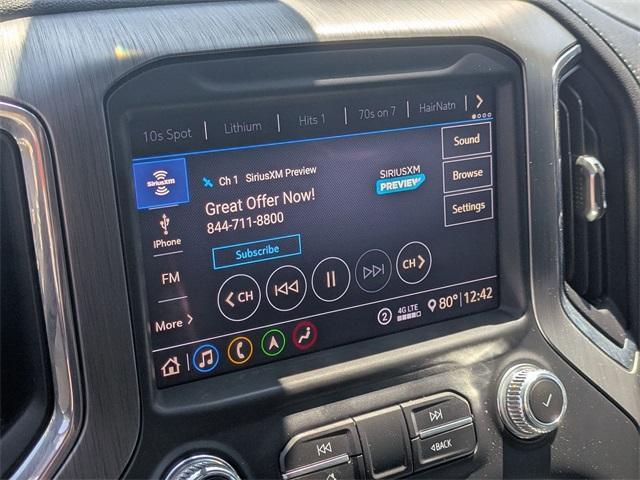 10s Spot | Lithium | Hits 1 | 70s on 7 | HairNatn | >
SiriusXM
Ch 1 SiriusXM Preview
SIRIUSXM
PREVIEW
Great Offer Now!
844-711-8800
Subscribe
Sound
Browse
Settings
iPhone
FM
More >
< CH
CH >
2 4G LTE 80° | 12:42
BACK